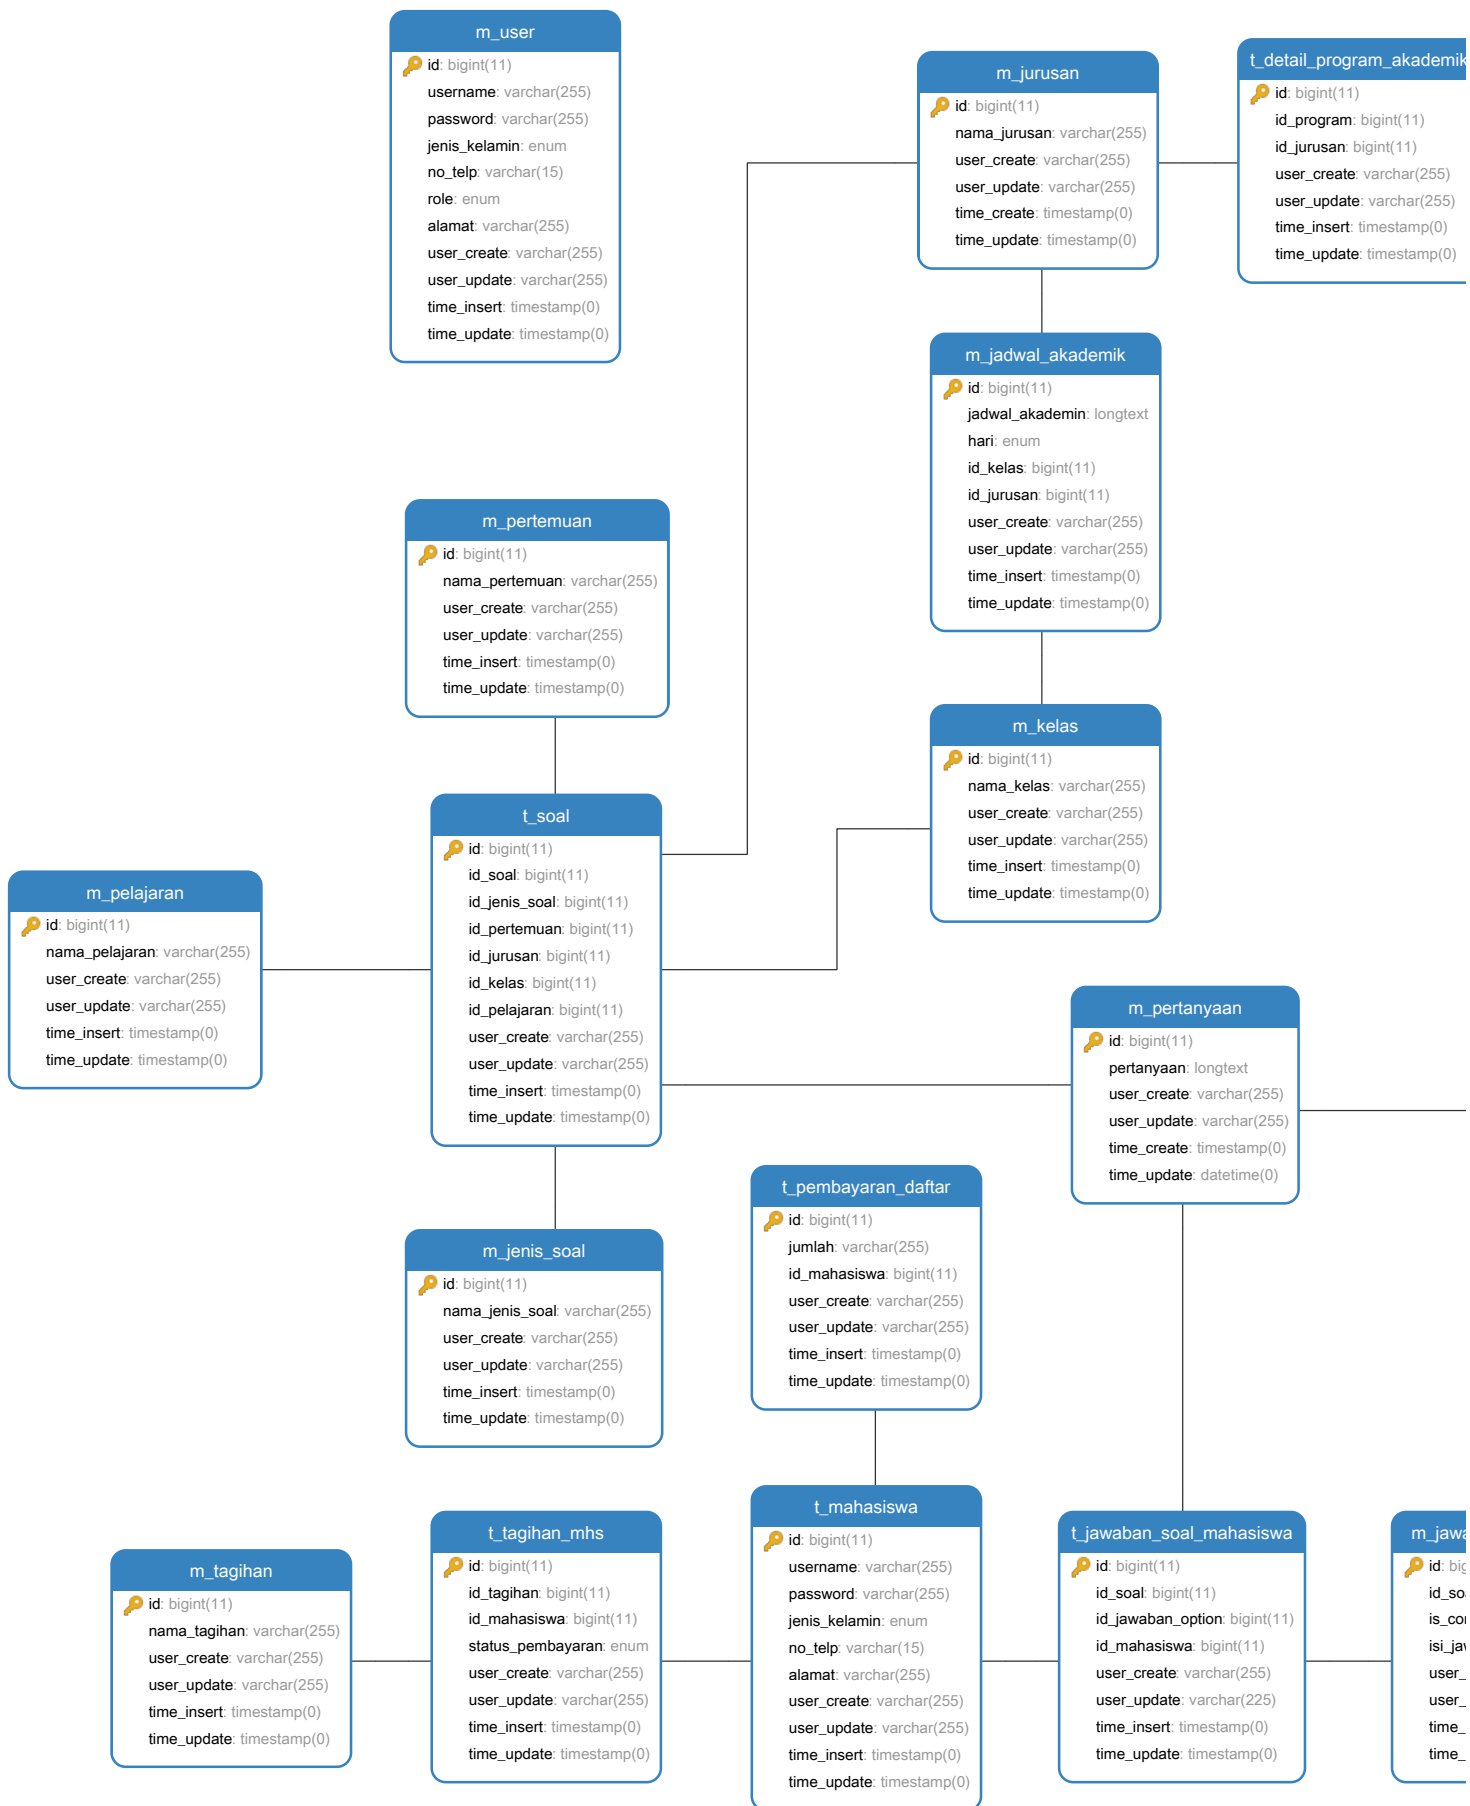 m_user
id: bigint(11)
username: varchar(255)
password: varchar(255)
jenis_kelamin: enum
no_telp: varchar(15)
role: enum
alamat: varchar(255)
user_create: varchar(255)
user_update: varchar(255)
time_insert: timestamp(0)
time_update: timestamp(0)
m_jurusan
id: bigint(11)
nama_jurusan: varchar(255)
user_create: varchar(255)
user_update: varchar(255)
time_create: timestamp(0)
time_update: timestamp(0)
t_detail_program_akademik
id: bigint(11)
id_program: bigint(11)
id_jurusan: bigint(11)
user_create: varchar(255)
user_update: varchar(255)
time_insert: timestamp(0)
time_update: timestamp(0)
m_jadwal_akademik
id: bigint(11)
jadwal_akademin: longtext
hari: enum
id_kelas: bigint(11)
id_jurusan: bigint(11)
user_create: varchar(255)
user_update: varchar(255)
time_insert: timestamp(0)
time_update: timestamp(0)
m_pertemuan
id: bigint(11)
nama_pertemuan: varchar(255)
user_create: varchar(255)
user_update: varchar(255)
time_insert: timestamp(0)
time_update: timestamp(0)
m_kelas
id: bigint(11)
nama_kelas: varchar(255)
user_create: varchar(255)
user_update: varchar(255)
time_insert: timestamp(0)
time_update: timestamp(0)
t_soal
id: bigint(11)
id_soal: bigint(11)
id_jenis_soal: bigint(11)
id_pertemuan: bigint(11)
id_jurusan: bigint(11)
id_kelas: bigint(11)
id_pelajaran: bigint(11)
user_create: varchar(255)
user_update: varchar(255)
time_insert: timestamp(0)
time_update: timestamp(0)
m_pelajaran
id: bigint(11)
nama_pelajaran: varchar(255)
user_create: varchar(255)
user_update: varchar(255)
time_insert: timestamp(0)
time_update: timestamp(0)
m_pertanyaan
id: bigint(11)
pertanyaan: longtext
user_create: varchar(255)
user_update: varchar(255)
time_create: timestamp(0)
time_update: datetime(0)
t_pembayaran_daftar
id: bigint(11)
jumlah: varchar(255)
id_mahasiswa: bigint(11)
user_create: varchar(255)
user_update: varchar(255)
time_insert: timestamp(0)
time_update: timestamp(0)
m_jenis_soal
id: bigint(11)
nama_jenis_soal: varchar(255)
user_create: varchar(255)
user_update: varchar(255)
time_insert: timestamp(0)
time_update: timestamp(0)
m_tagihan
id: bigint(11)
nama_tagihan: varchar(255)
user_create: varchar(255)
user_update: varchar(255)
time_insert: timestamp(0)
time_update: timestamp(0)
t_tagihan_mhs
id: bigint(11)
id_tagihan: bigint(11)
id_mahasiswa: bigint(11)
status_pembayaran: enum
user_create: varchar(255)
user_update: varchar(255)
time_insert: timestamp(0)
time_update: timestamp(0)
t_mahasiswa
id: bigint(11)
username: varchar(255)
password: varchar(255)
jenis_kelamin: enum
no_telp: varchar(15)
alamat: varchar(255)
user_create: varchar(255)
user_update: varchar(255)
time_insert: timestamp(0)
time_update: timestamp(0)
t_jawaban_soal_mahasiswa
id: bigint(11)
id_soal: bigint(11)
id_jawaban_option: bigint(11)
id_mahasiswa: bigint(11)
user_create: varchar(255)
user_update: varchar(225)
time_insert: timestamp(0)
time_update: timestamp(0)
m_jawa
id: big
id_soa
is_cor
isi_jaw
user_
user_
time_
time_